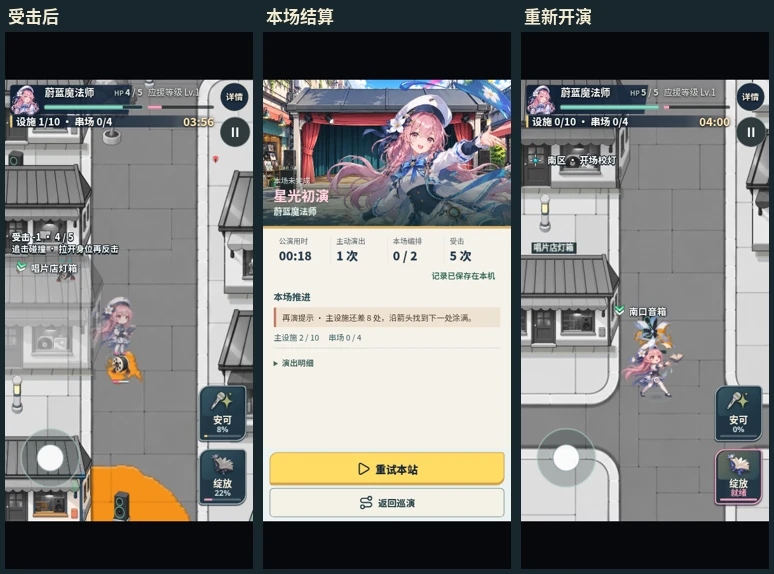 受击后
蔚蓝魔法师
HP 4 / 5 应援等级 Lv.1
详情
设施 1/10 · 串场 0/4
03:56
受击 -1 · 4 / 5
追击碰撞 · 拉开身位再反击
唱片店灯箱
安可
8%
绽放
22%
本场结算
本场未完成
星光初演
蔚蓝魔法师
公演用时
主动演出
本场编排
受击
00:18
1 次
0 / 2
5 次
记录已保存在本机
本场推进
再演提示 · 主设施还差 8 处，沿箭头找到下一处涂满。
主设施 2 / 10 串场 0 / 4
演出明细
重试本站
返回巡演
重新开演
蔚蓝魔法师
HP 5 / 5 应援等级 Lv.1
详情
设施 0/10 · 串场 0/4
04:00
南区 · 开场校灯
唱片店灯箱
南口音箱
安可
0%
绽放
就绪